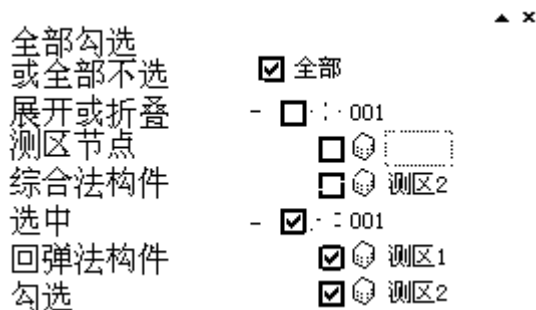 全部勾选
或全部不选
全部
展开或折叠
001
测区节点
综合法构件
测区2
选中
001
回弹法构件
测区1
勾选
测区2